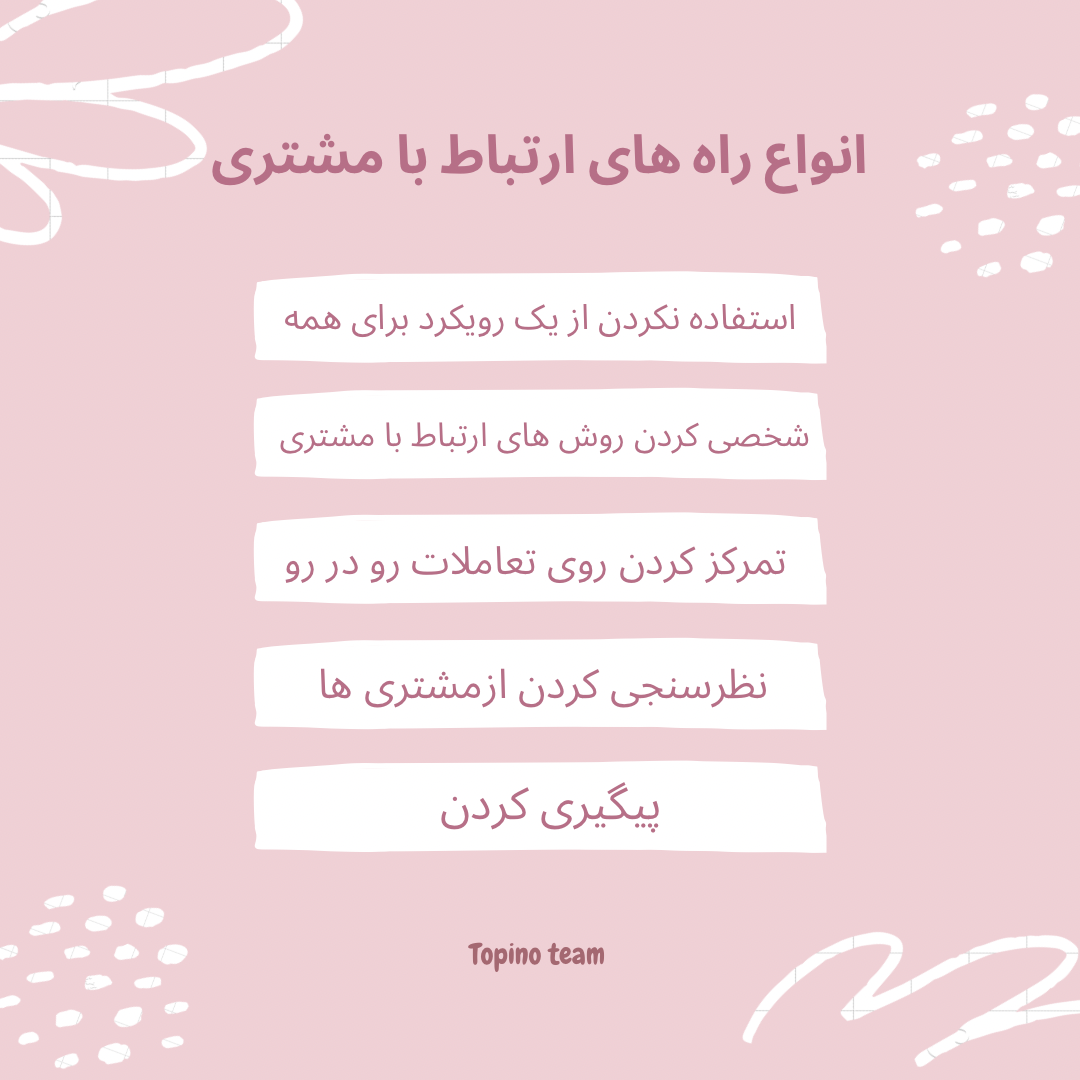 انواع راه های ارتباط با مشتری
استفاده نکردن از یک رویکرد برای همه
شخصی کردن روش های ارتباط با مشتری
تمرکز کردن روی تعاملات رو در رو
نظرسنجی کردن ازمشتری ها
پیگیری کردن
Topino team